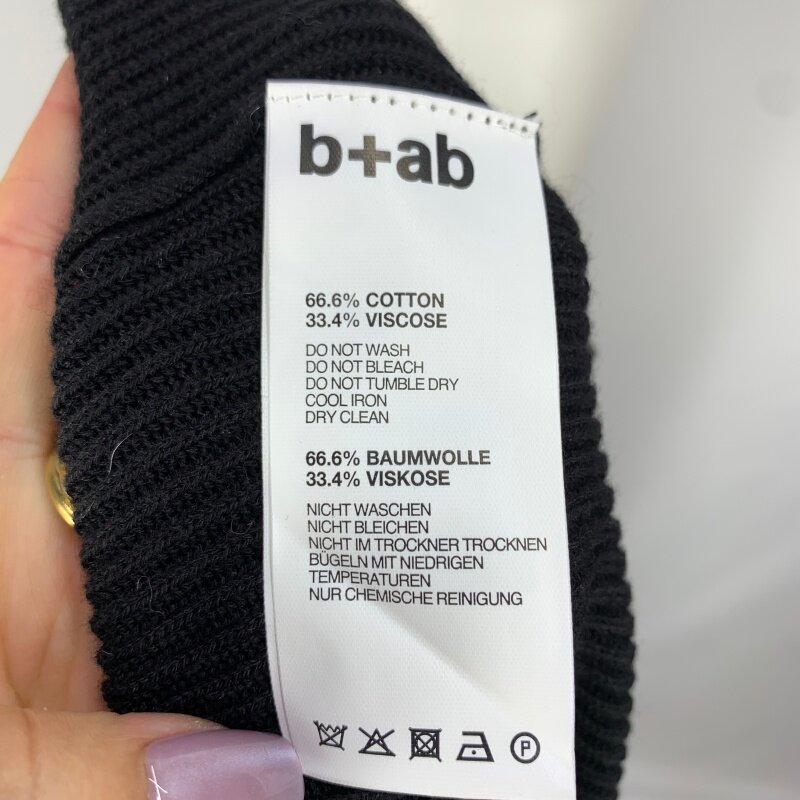 b+ab
66.6% COTTON
33.4% VISCOSE
DO NOT WASH
DO NOT BLEACH
DO NOT TUMBLE DRY
COOL IRON
DRY CLEAN
66.6% BAUMWOLLE
33.4% VISKOSE
NICHT WASCHEN
NICHT BLEICHEN
NICHT IM TROCKNER TROCKNEN
BÜGELN MIT NIEDRIGEN
TEMPERATUREN
NUR CHEMISCHE REINIGUNG
P